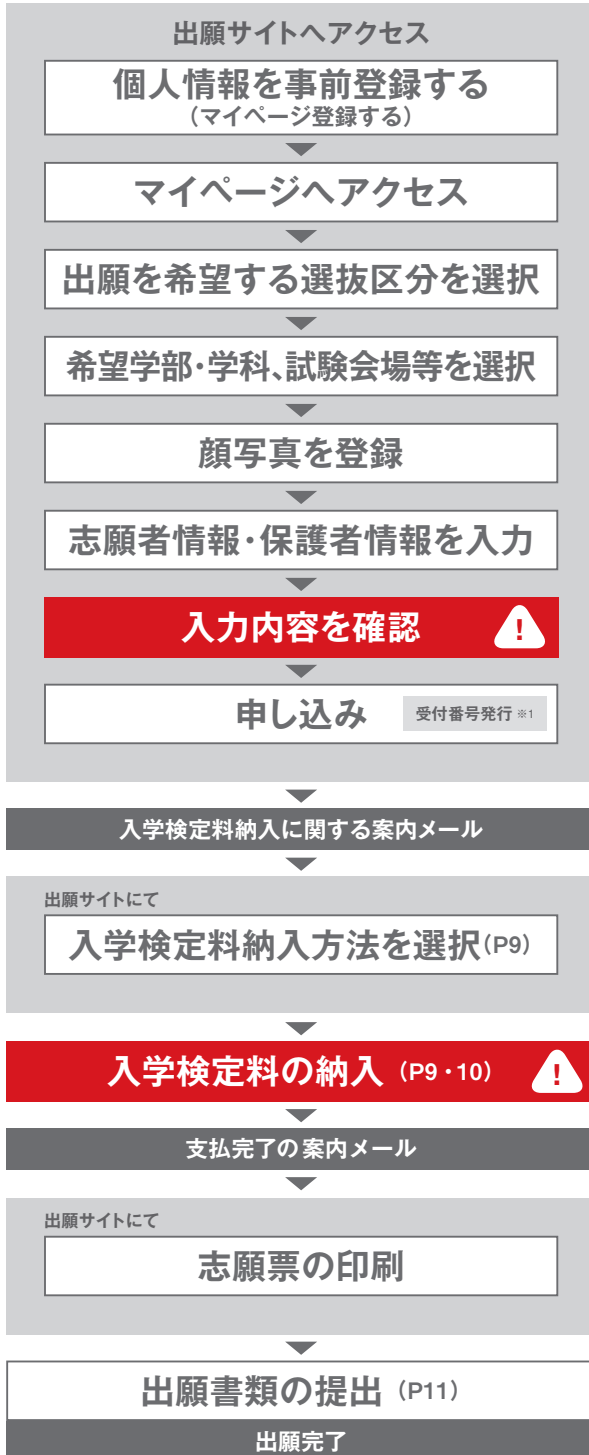 出願サイトへアクセス
個人情報を事前登録する
（マイページ登録する）
マイページへアクセス
出願を希望する選抜区分を選択
希望学部・学科、試験会場等を選択
顔写真を登録
志願者情報・保護者情報を入力
入力内容を確認 !
申し込み 受付番号発行 ※1
入学検定料納入に関する案内メール
出願サイトにて
入学検定料納入方法を選択（P9）
入学検定料の納入（P9・10） !
支払完了の案内メール
出願サイトにて
志願票の印刷
出願書類の提出（P11）
出願完了